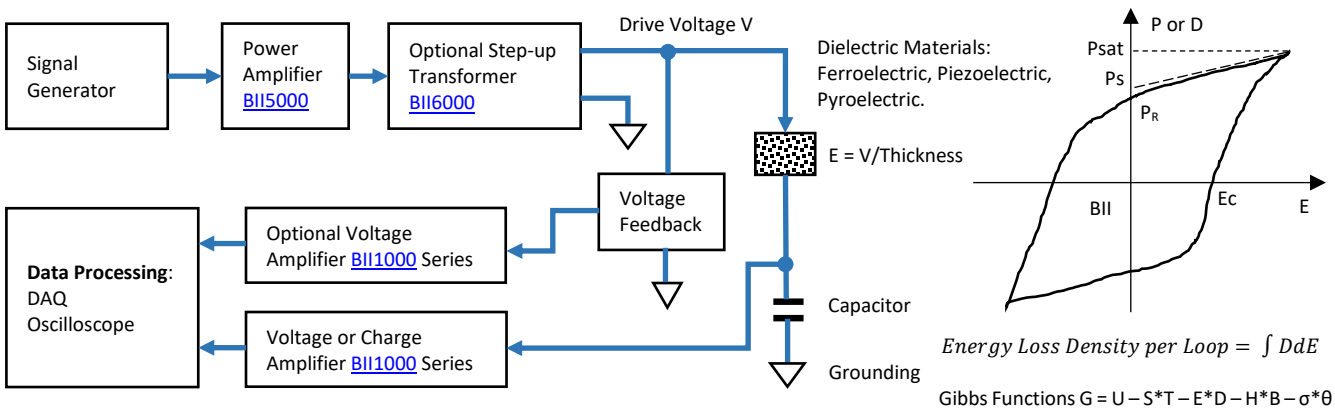 Signal
Generator
Power
Amplifier
BII5000
Optional Step-up
Transformer
BII6000
Drive Voltage V
Dielectric Materials:
Ferroelectric, Piezoelectric,
Pyroelectric.
E = V/Thickness
Voltage
Feedback
Optional Voltage
Amplifier BII1000 Series
Data Processing:
DAQ
Oscilloscope
Voltage or Charge
Amplifier BII1000 Series
Capacitor
Grounding
P or D
Psat
Ps
PR
BII
Ec
E
Energy Loss Density per Loop = ∫ DdE
Gibbs Functions G = U – S*T – E*D – H*B – σ*θ